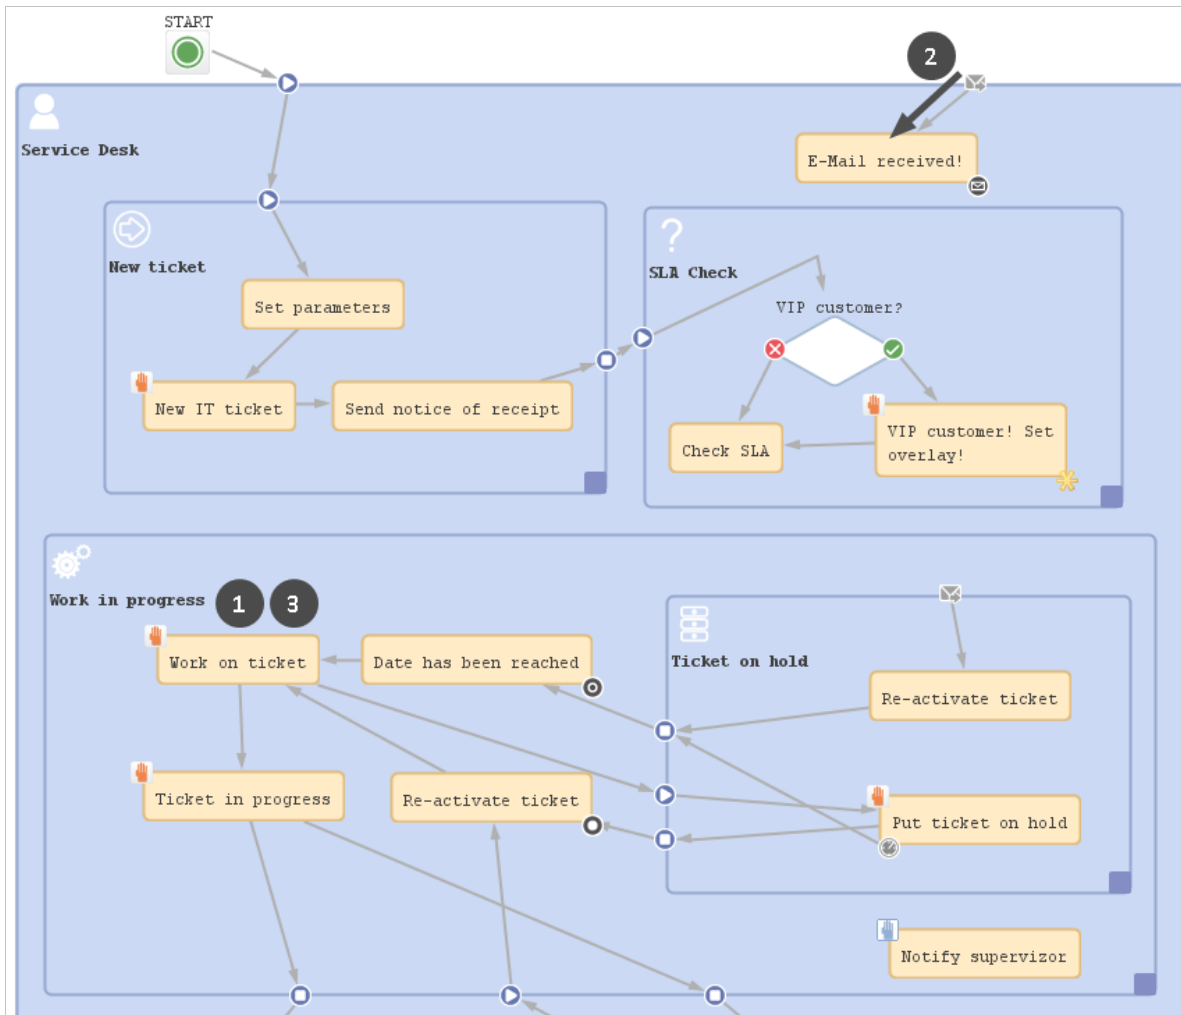 START
2
Service Desk
E-Mail received!
New ticket
SLA Check
Set parameters
VIP customer?
New IT ticket
Send notice of receipt
VIP customer! Set
overlay!
Check SLA
Work in progress
1
3
Work on ticket
Date has been reached
Ticket on hold
Re-activate ticket
Ticket in progress
Re-activate ticket
Put ticket on hold
Notify supervizor